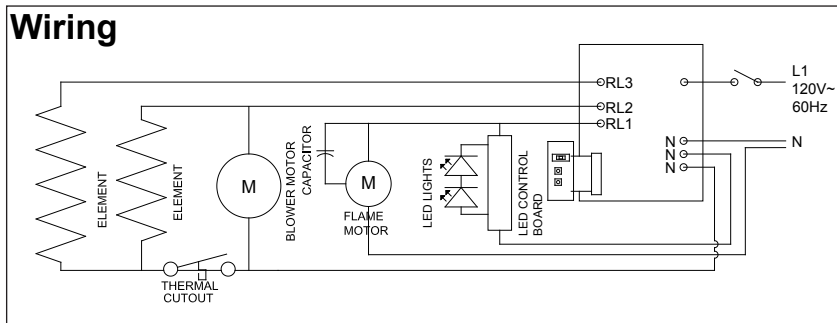 Wiring
RL3
RL2
RL1
L1
120V~
60Hz
N
N
N
N
ELEMENT
ELEMENT
M
BLOWER MOTOR
CAPACITOR
M
FLAME
MOTOR
LED LIGHTS
LED CONTROL
BOARD
THERMAL
CUTOUT